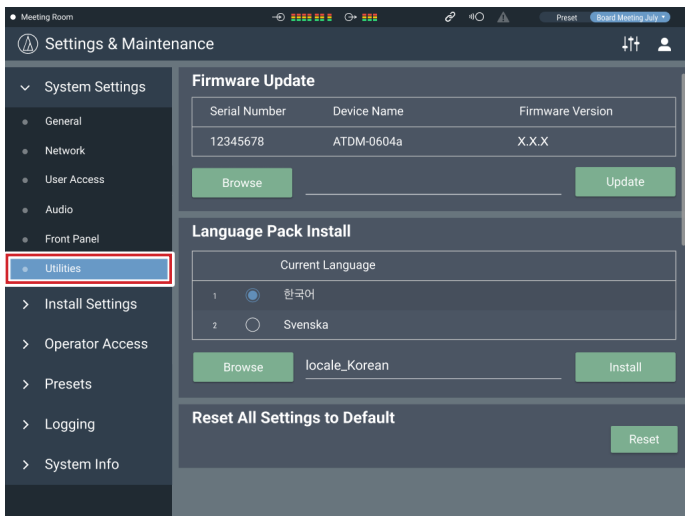 Meeting Room
Preset Board Meeting July
Settings & Maintenance
System Settings
General
Network
User Access
Audio
Front Panel
Utilities
Install Settings
Operator Access
Presets
Logging
System Info
Firmware Update
Serial Number Device Name Firmware Version
12345678 ATDM-0604a X.X.X
Browse Update
Language Pack Install
Current Language
1 한국어
2 Svenska
Browse locale_Korean Install
Reset All Settings to Default
Reset